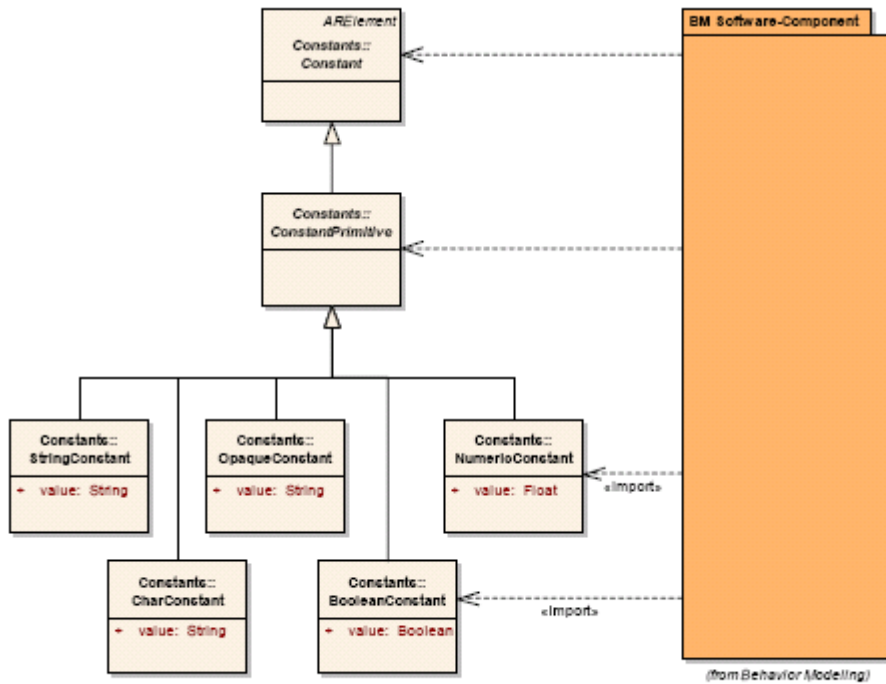 ARElement
Constants::
Constant
BM Software-Component
Constants::
ConstantPrimitive
Constants::
StringConstant
+ value: String
Constants::
OpaqueConstant
+ value: String
Constants::
NumericConstant
+ value: Float
«import»
Constants::
CharConstant
+ value: String
Constants::
BooleanConstant
+ value: Boolean
«import»
(from Behavior Modeling)